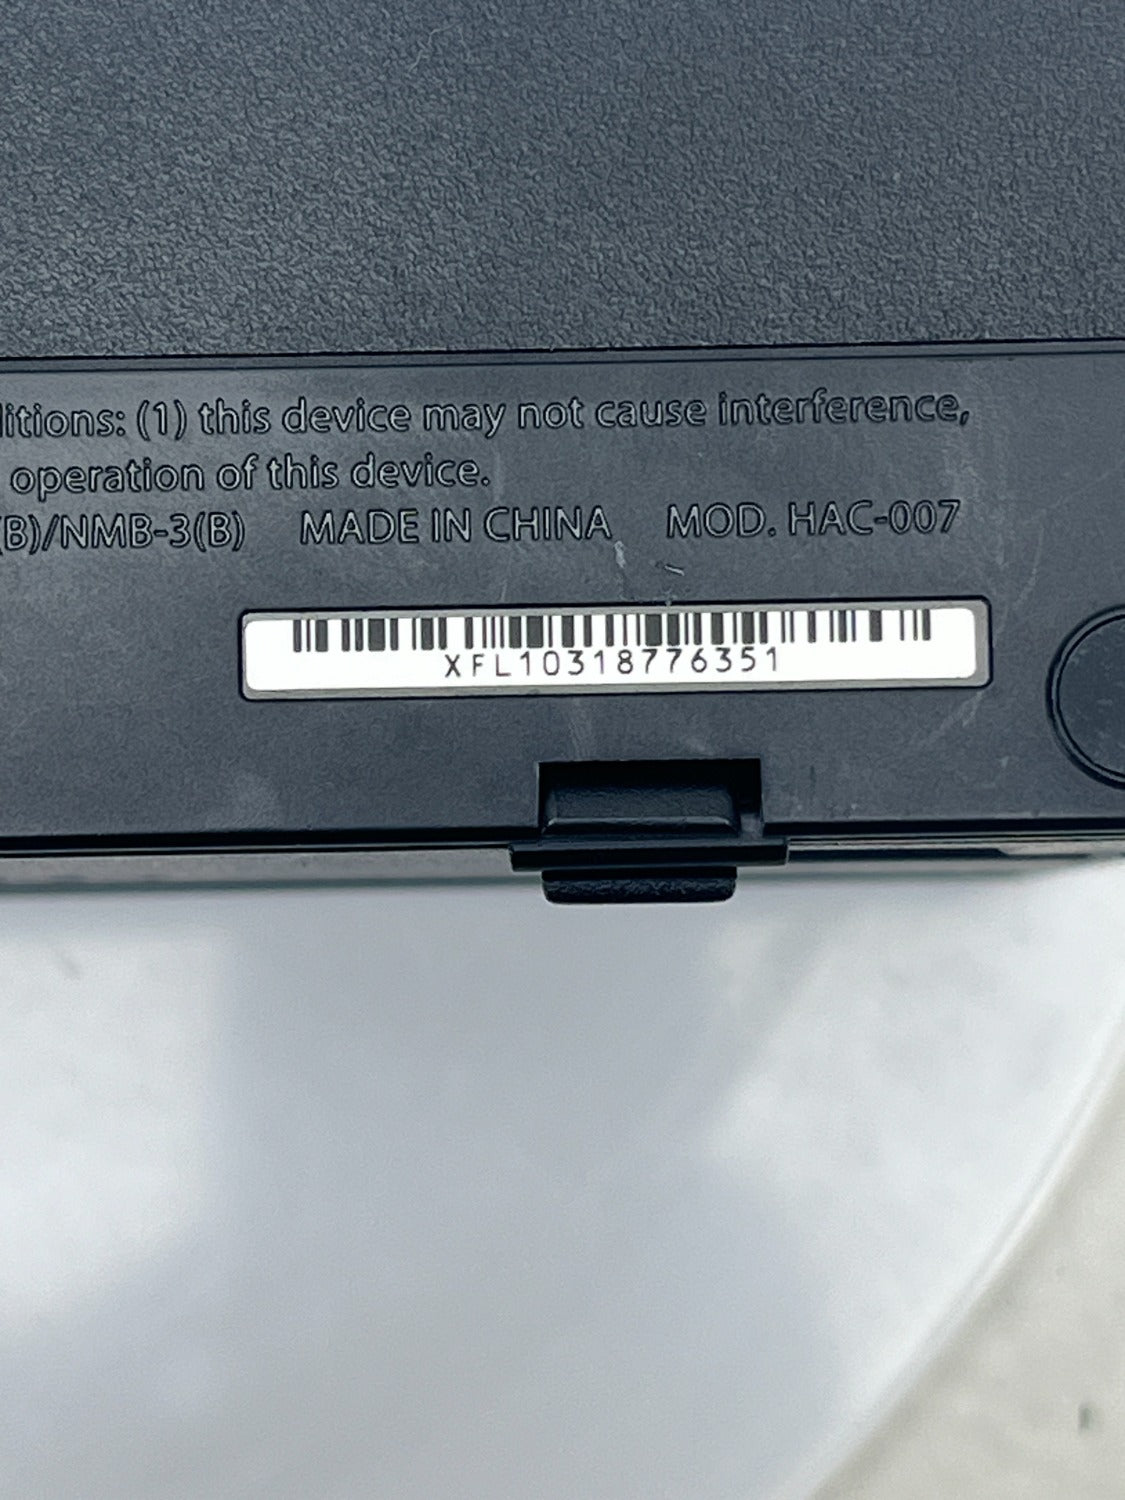 ditions: (1) this device may not cause interference,
operation of this device.
(B)/NMB-3(B) MADE IN CHINA MOD. HAC-007
XFL10318776351